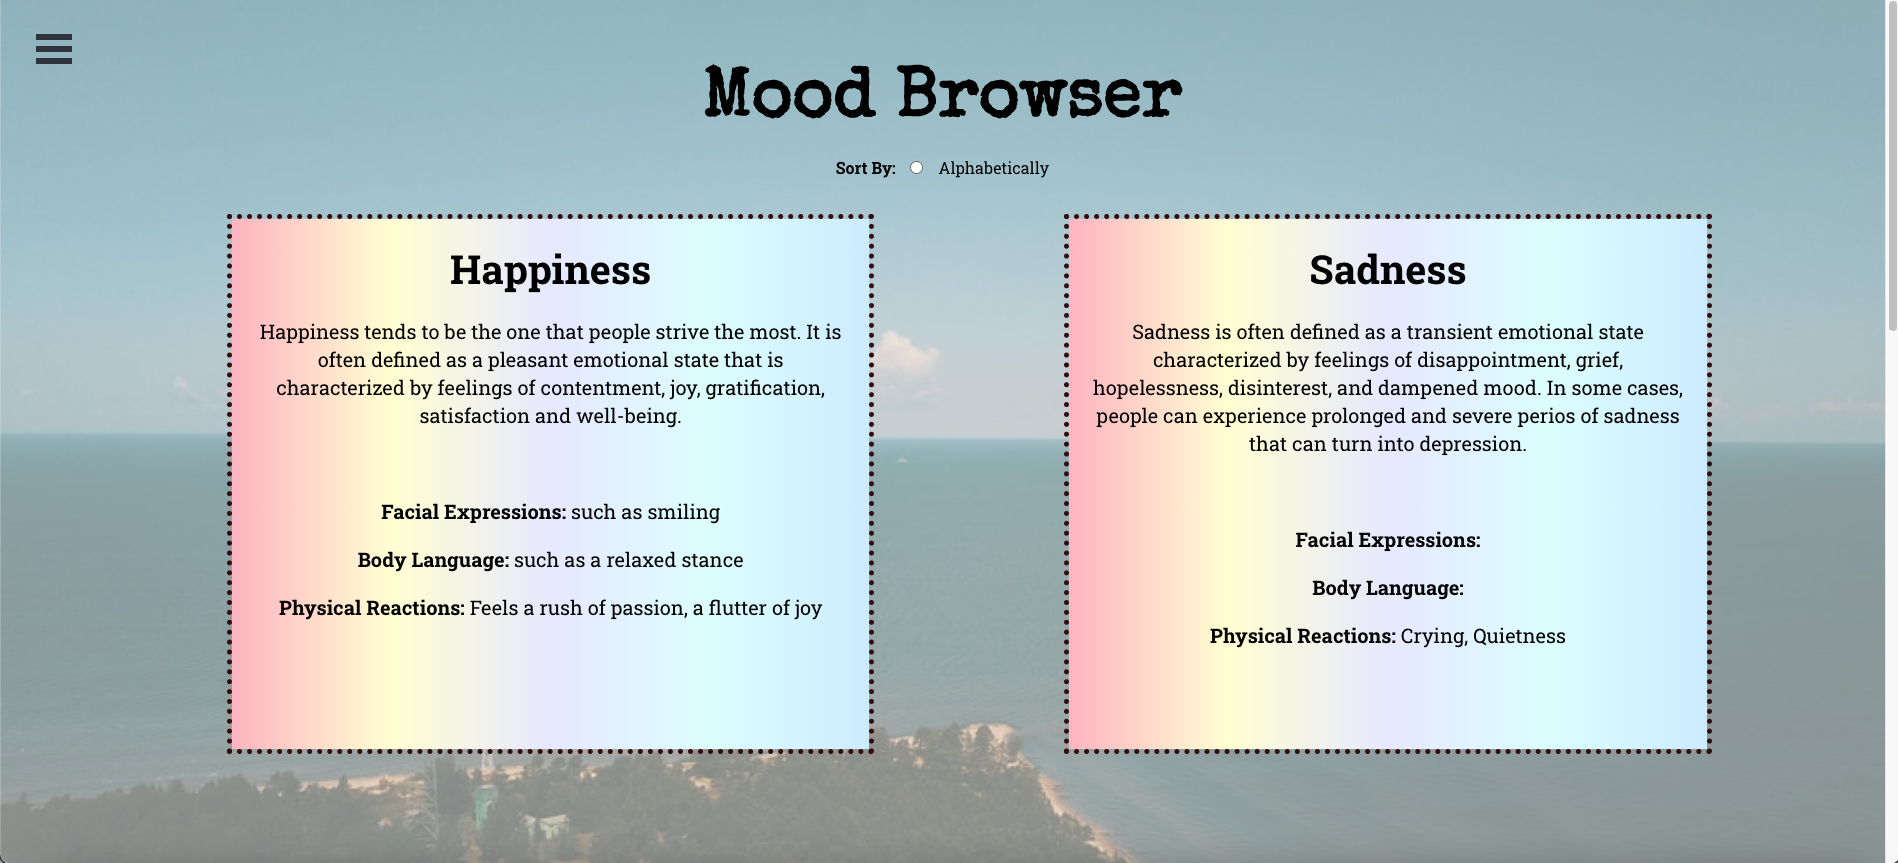 Mood Browser
Sort By: Alphabetically
Happiness
Happiness tends to be the one that people strive the most. It is
often defined as a pleasant emotional state that is
characterized by feelings of contentment, joy, gratification,
satisfaction and well-being.
Facial Expressions: such as smiling
Body Language: such as a relaxed stance
Physical Reactions: Feels a rush of passion, a flutter of joy
Sadness
Sadness is often defined as a transient emotional state
characterized by feelings of disappointment, grief,
hopelessness, disinterest, and dampened mood. In some cases,
people can experience prolonged and severe perios of sadness
that can turn into depression.
Facial Expressions:
Body Language:
Physical Reactions: Crying, Quietness